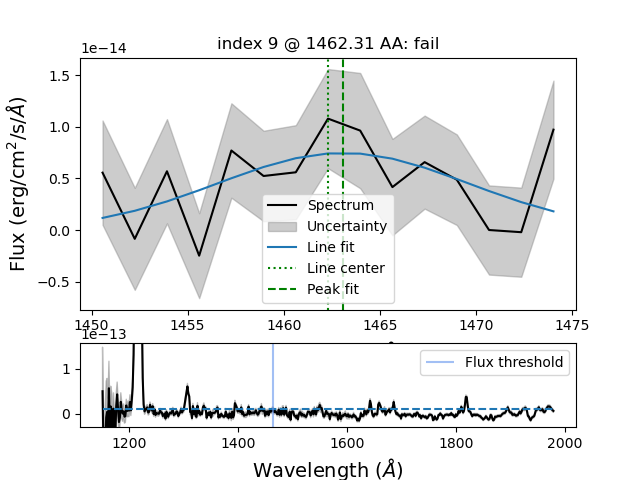 index 9 @ 1462.31 AA: fail
1e−14
1.5
1.0
0.5
0.0
−0.5
Flux (erg/cm²/s/Å)
Spectrum
Uncertainty
Line fit
Line center
Peak fit
1450 1455 1460 1465 1470 1475
1e−13
1
0
Flux threshold
1200 1400 1600 1800 2000
Wavelength (Å)